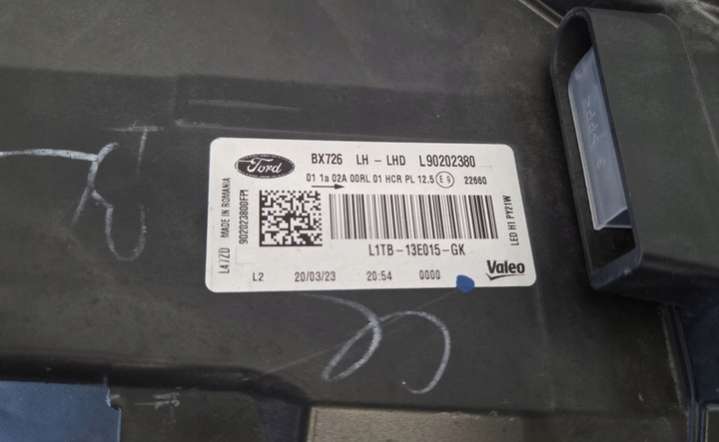 Ford BX726 LH - LHD L90202380
01 1a 02A 00RL 01 HCR PL 12.5 E9 22660
L1TB-13E015-GK
L2 20/03/23 20:54 0000 Valeo
L47ZD MADE IN ROMANIA
90202380DFPI
LED H1 PY21W